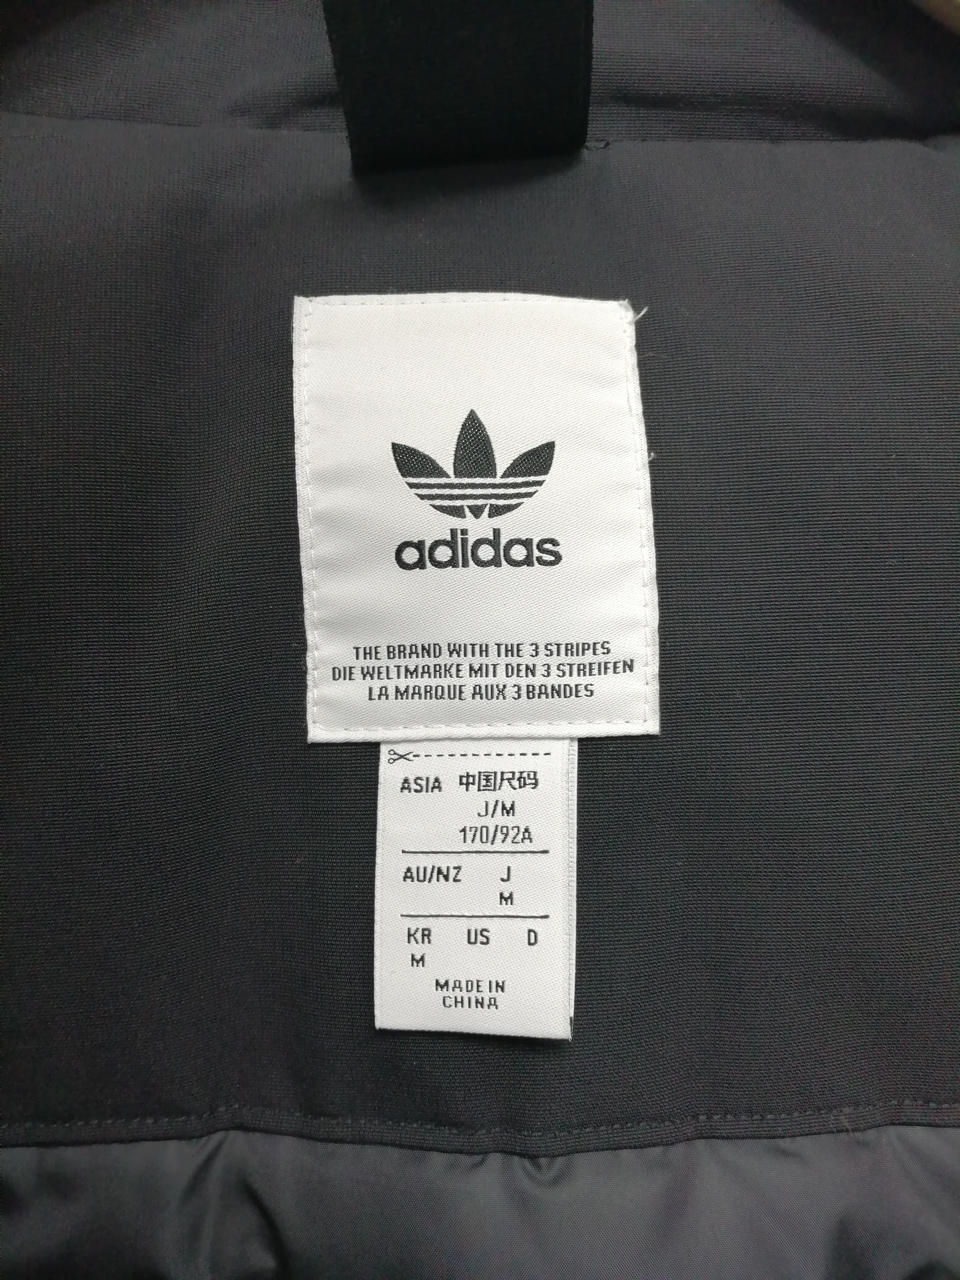 adidas
THE BRAND WITH THE 3 STRIPES
DIE WELTMARKE MIT DEN 3 STREIFEN
LA MARQUE AUX 3 BANDES
ASIA 中国尺码
J/M
170/92A
AU/NZ J
M
KR US D
M
MADE IN
CHINA